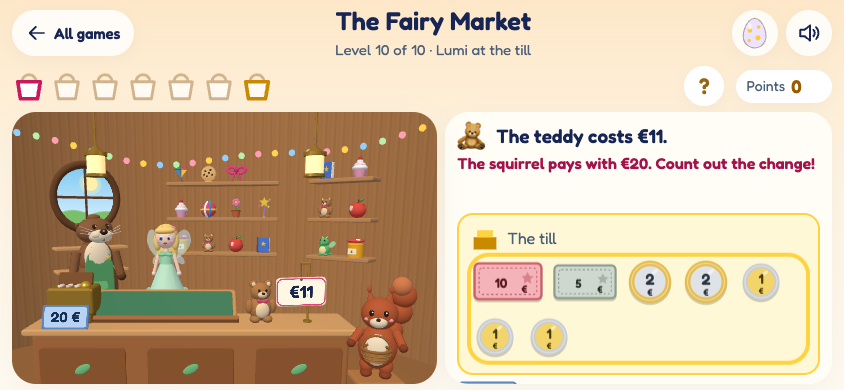 All games
The Fairy Market
Level 10 of 10 · Lumi at the till
?
Points 0
The teddy costs €11.
The squirrel pays with €20. Count out the change!
The till
10 €
5 €
2 €
2 €
1 €
1 €
1 €
€11
20 €